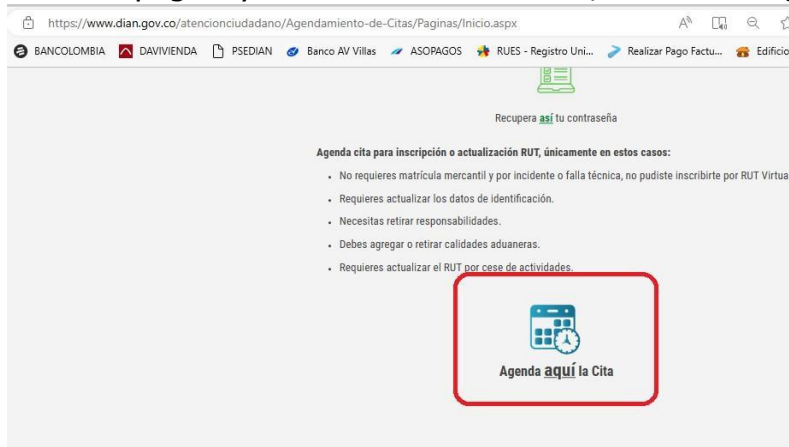 https://www.dian.gov.co/atencionciudadano/Agendamiento-de-Citas/Paginas/Inicio.aspx
BANCOLOMBIA DAVIVIENDA PSEDIAN Banco AV Villas ASOPAGOS RUES - Registro Uni... Realizar Pago Factu... Edificio
Recupera así tu contraseña
Agenda cita para inscripción o actualización RUT, únicamente en estos casos:
• No requieres matrícula mercantil y por incidente o falla técnica, no pudiste inscribirte por RUT Virtua
• Requieres actualizar los datos de identificación.
• Necesitas retirar responsabilidades.
• Debes agregar o retirar calidades aduaneras.
• Requieres actualizar el RUT por cese de actividades.
Agenda aquí la Cita